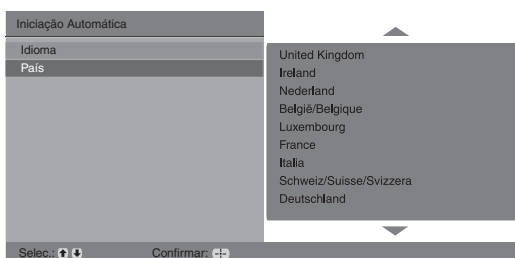 Iniciação Automática
Idioma
País
United Kingdom
Ireland
Nederland
België/Belgique
Luxembourg
France
Italia
Schweiz/Suisse/Svizzera
Deutschland
Selec.: Confirmar: